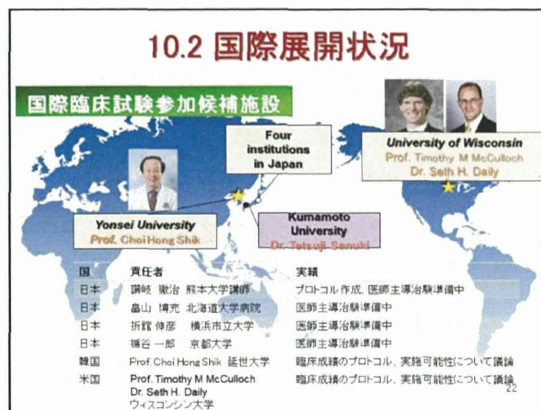 10.2 国際展開状況
国際臨床試験参加候補施設
Four
institutions
in Japan
University of Wisconsin
Prof. Timothy M McCulloch
Dr. Seth H. Daily
Yonsei University
Prof. Choi Hong Shik
Kumamoto
University
Dr. Tetsuji Sanuki
国 責任者 実績
日本 讃岐 徹治 熊本大学講師 プロトコル作成、医師主導治験準備中
日本 畠山 博充 北海道大学病院 医師主導治験準備中
日本 折舘 伸彦 横浜市立大学 医師主導治験準備中
日本 楯谷 一郎 京都大学 医師主導治験準備中
韓国 Prof. Choi Hong Shik 延世大学 臨床成績のプロトコル、実施可能性について議論
米国 Prof. Timothy M McCulloch 臨床成績のプロトコル、実施可能性について議論
Dr. Seth H. Daily
ウィスコンシン大学
22